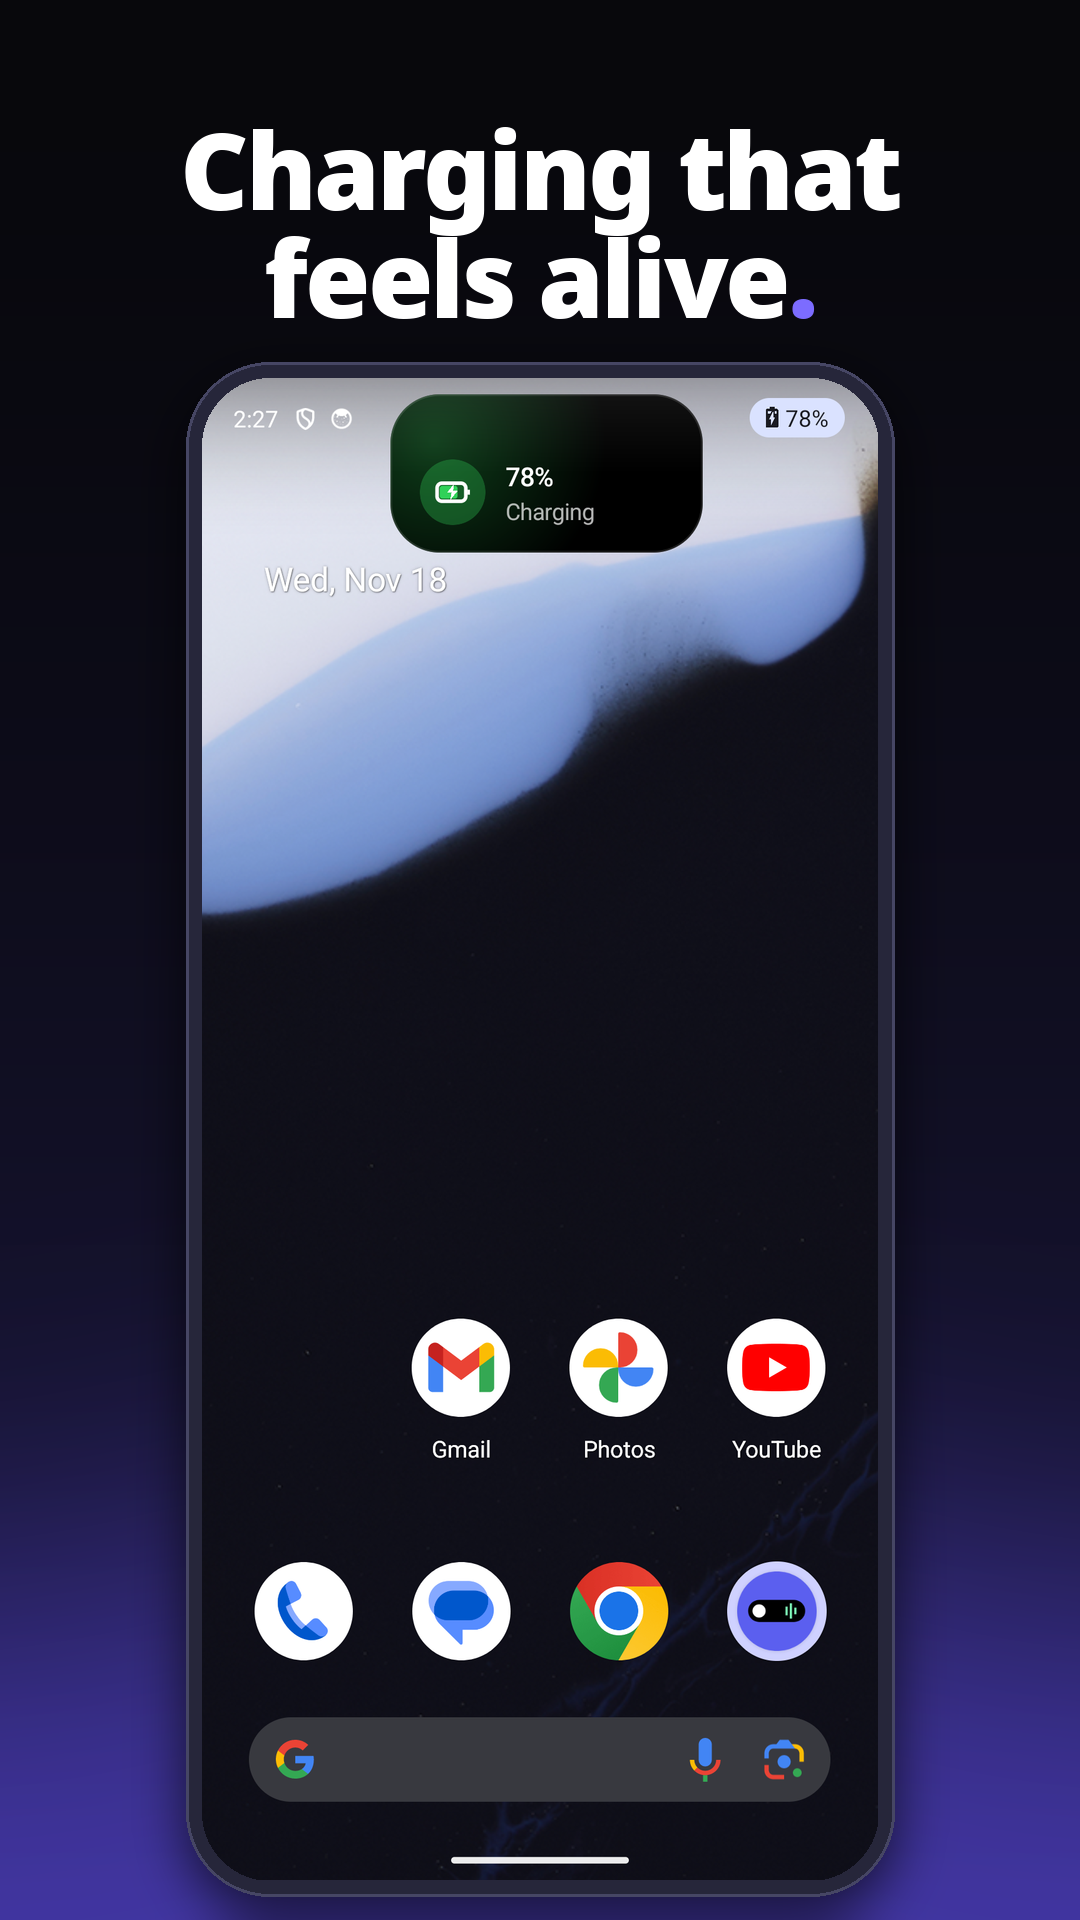 Charging that
feels alive.
2:27
78%
78%
Charging
Wed, Nov 18
Gmail
Photos
YouTube